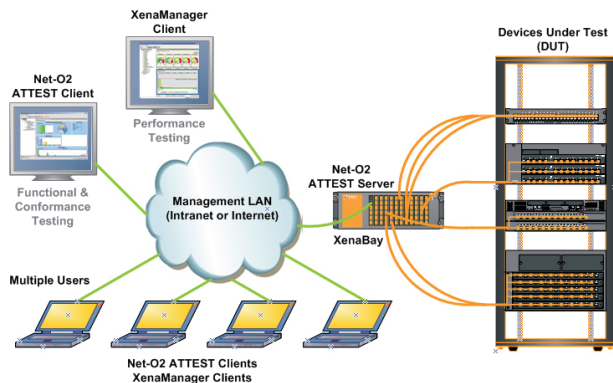 XenaManager
Client
Devices Under Test
(DUT)
Net-O2
ATTEST Client
Performance
Testing
Net-O2
ATTEST Server
Functional &
Conformance
Testing
Management LAN
(Intranet or Internet)
XenaBay
Multiple Users
Net-O2 ATTEST Clients
XenaManager Clients